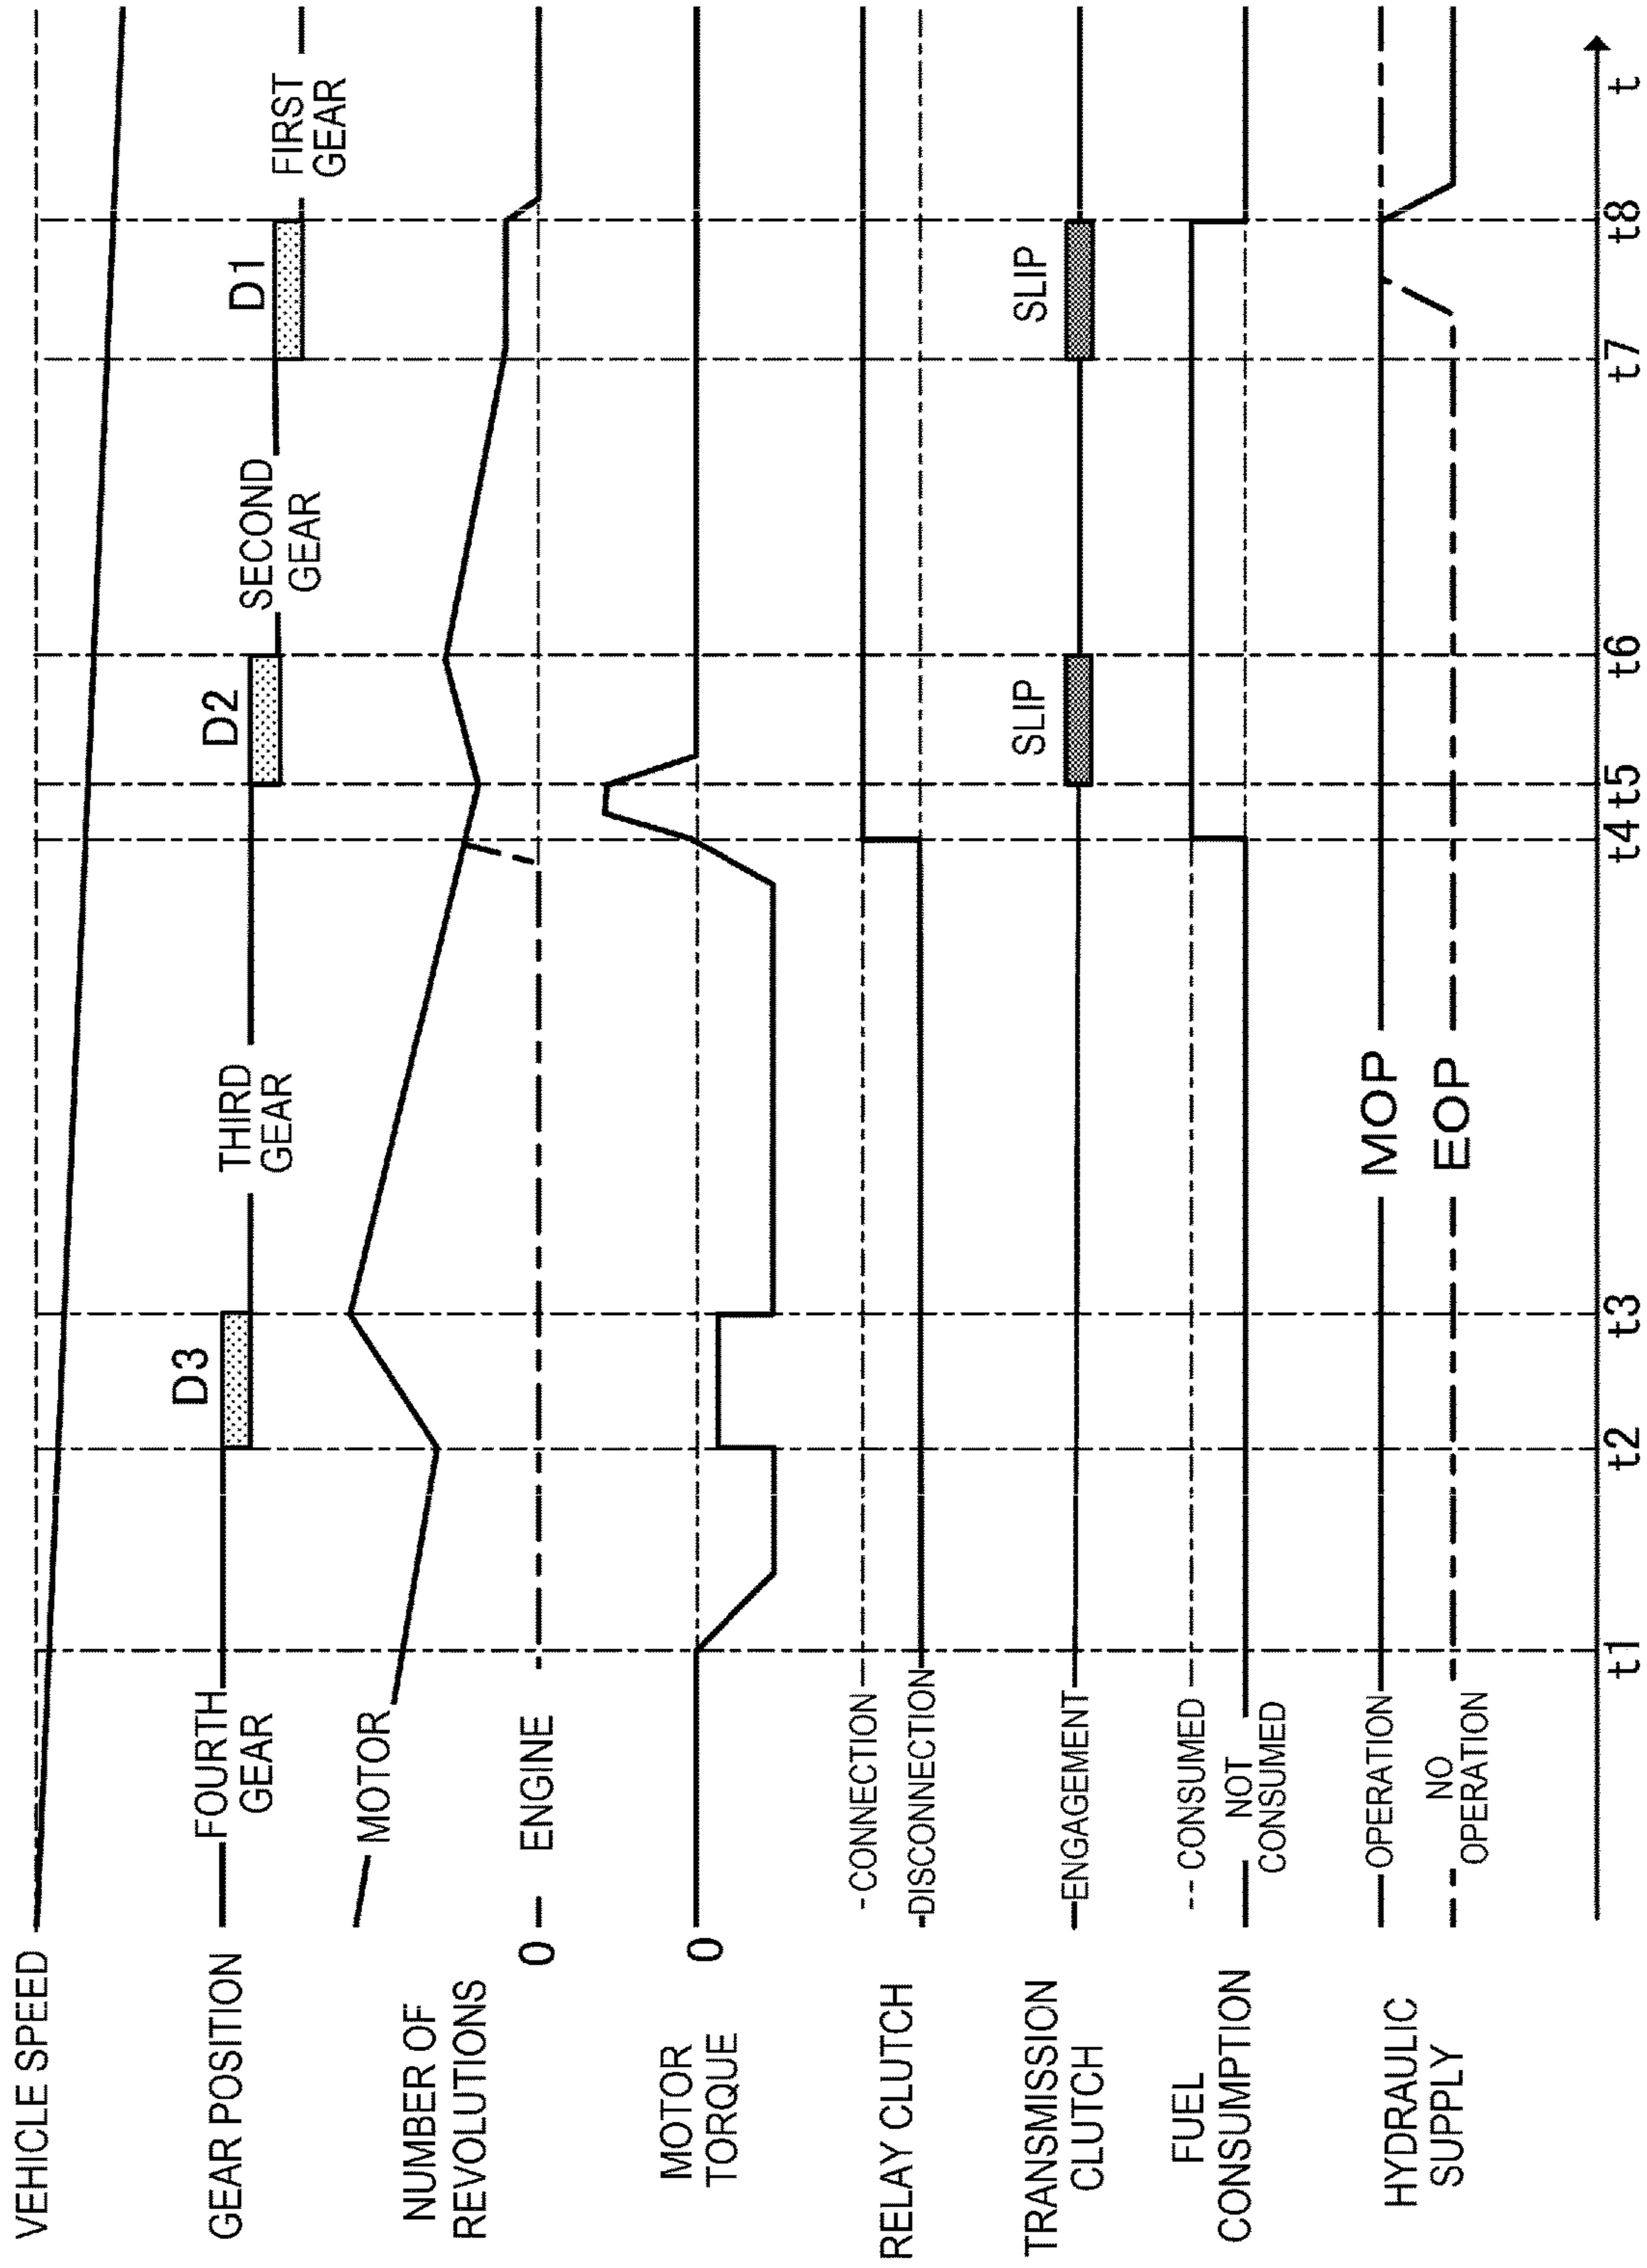 VEHICLE SPEED
GEAR POSITION
FOURTH
GEAR
D3
THIRD
GEAR
D2
SECOND
GEAR
D1
FIRST
GEAR
NUMBER OF
REVOLUTIONS
MOTOR
0
ENGINE
MOTOR
TORQUE
0
RELAY CLUTCH
CONNECTION
DISCONNECTION
TRANSMISSION
CLUTCH
ENGAGEMENT
SLIP
SLIP
FUEL
CONSUMPTION
CONSUMED
NOT
CONSUMED
HYDRAULIC
SUPPLY
OPERATION
NO
OPERATION
MOP
EOP
t1 t2 t3 t4 t5 t6 t7 t8 t